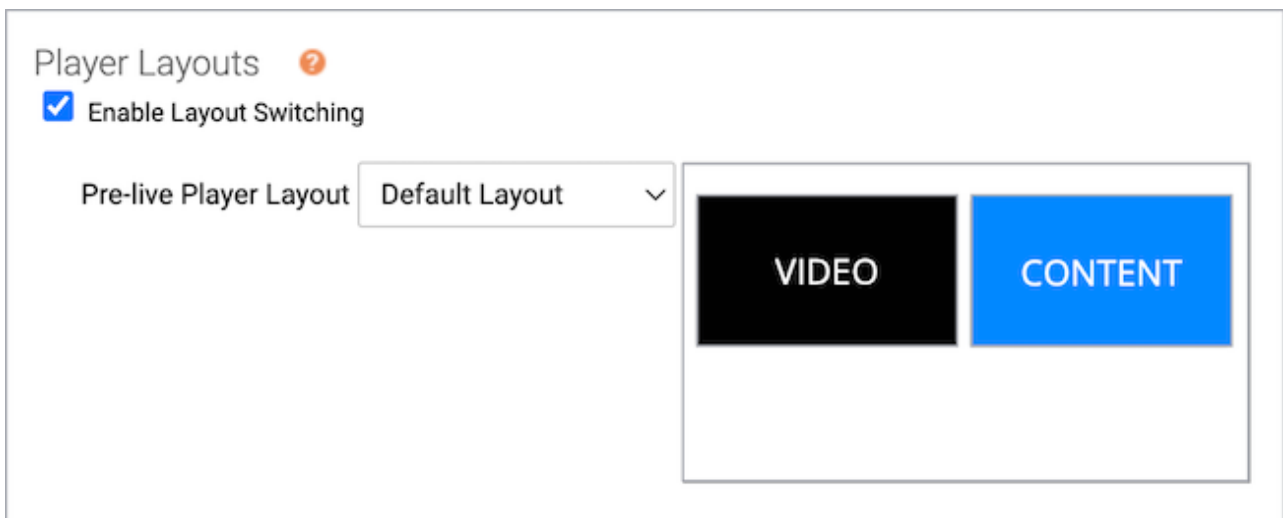 Player Layouts ?
Enable Layout Switching
Pre-live Player Layout Default Layout
VIDEO CONTENT